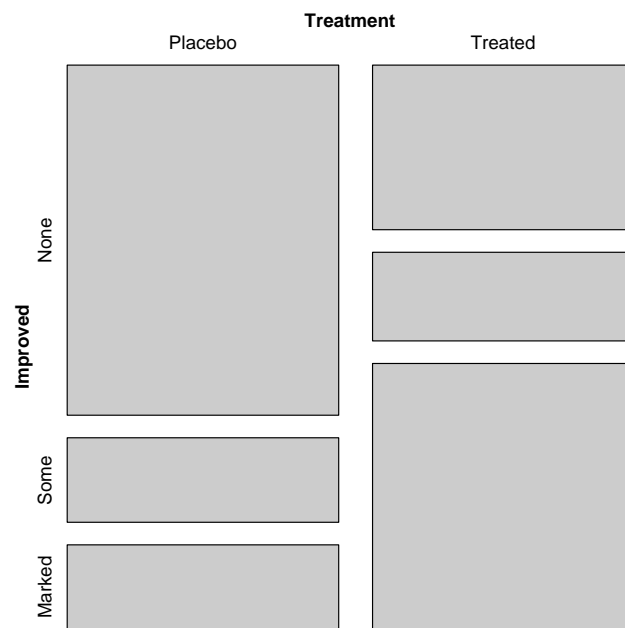 Treatment
Placebo Treated
Improved
None
Some
Marked